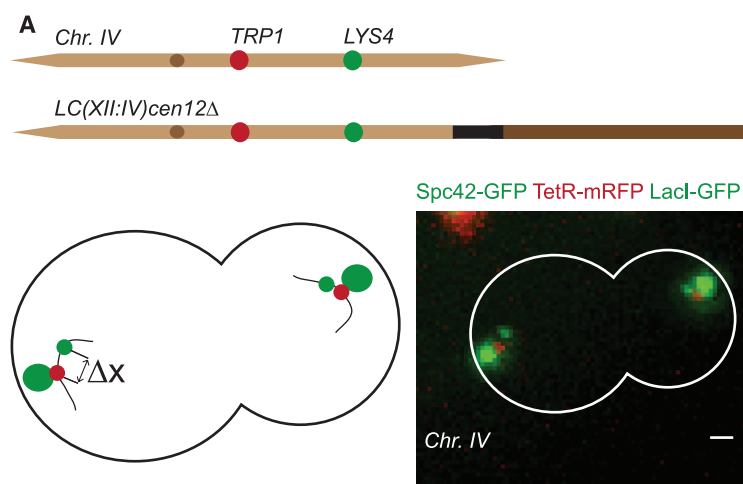 A
Chr. IV TRP1 LYS4
LC(XII:IV)cen12Δ
Spc42-GFP TetR-mRFP LacI-GFP
Δx
Chr. IV